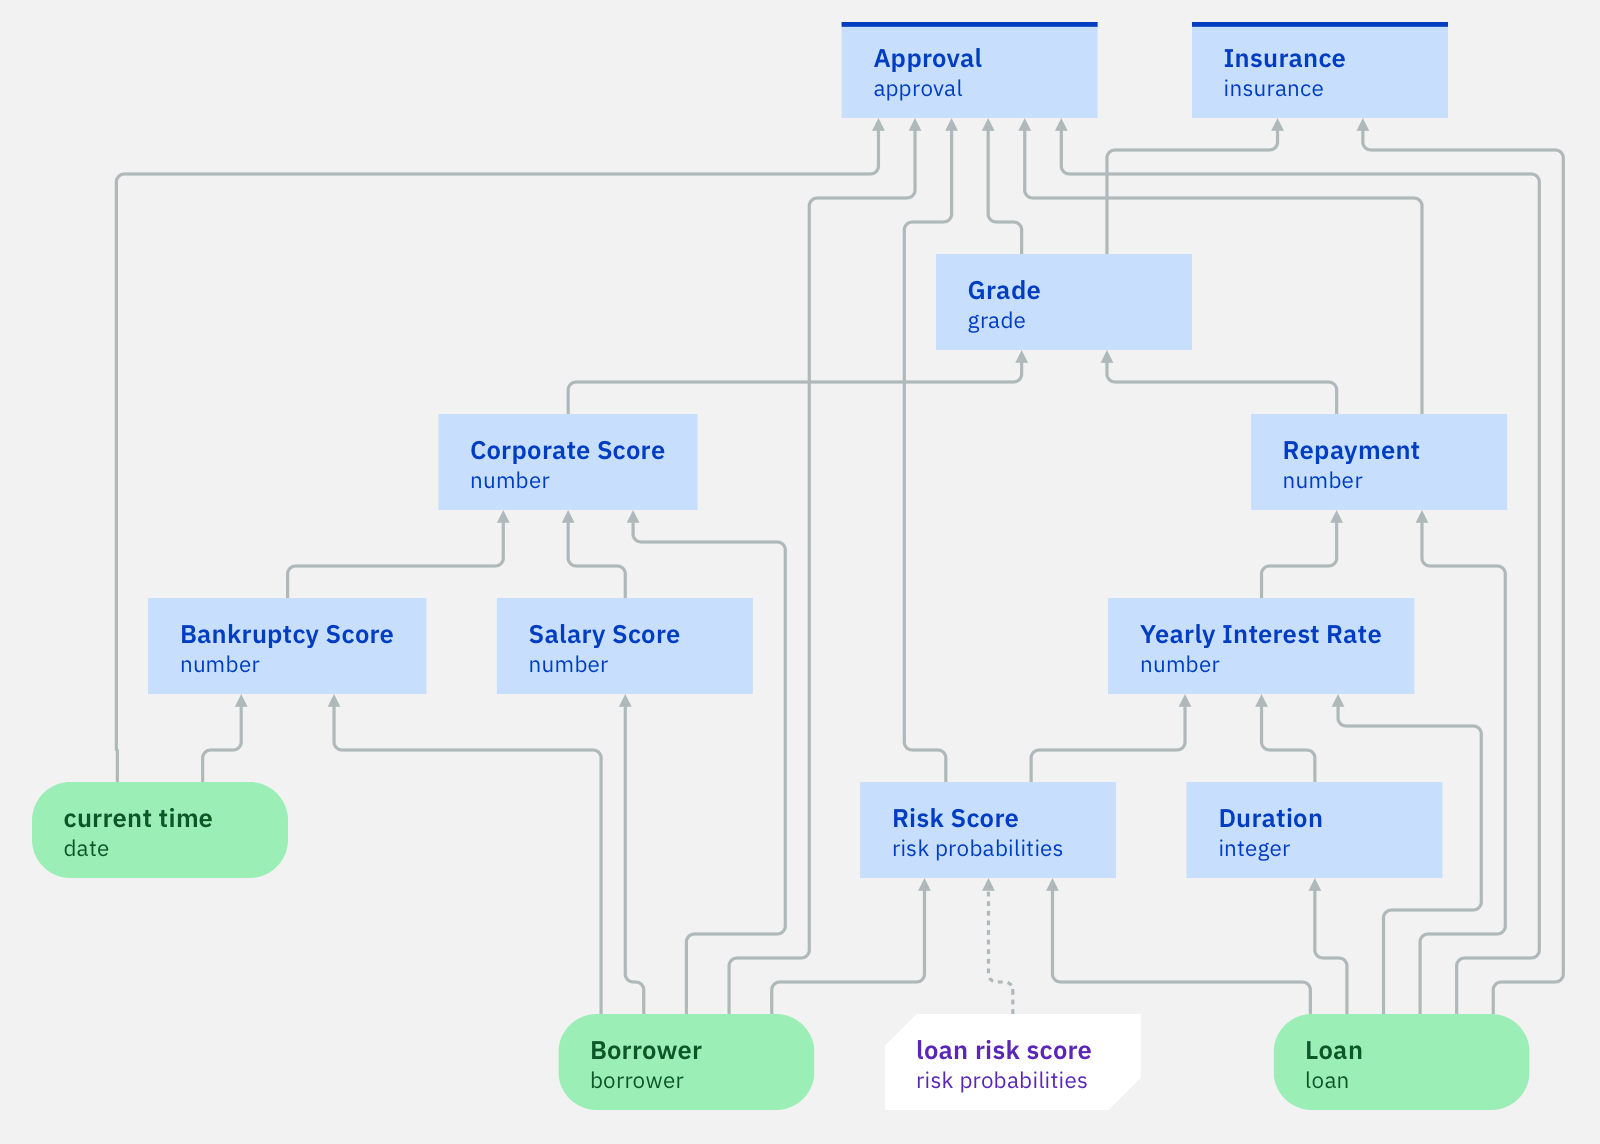 Approval
approval
Insurance
insurance
Grade
grade
Corporate Score
number
Repayment
number
Bankruptcy Score
number
Salary Score
number
Yearly Interest Rate
number
current time
date
Risk Score
risk probabilities
Duration
integer
Borrower
borrower
loan risk score
risk probabilities
Loan
loan